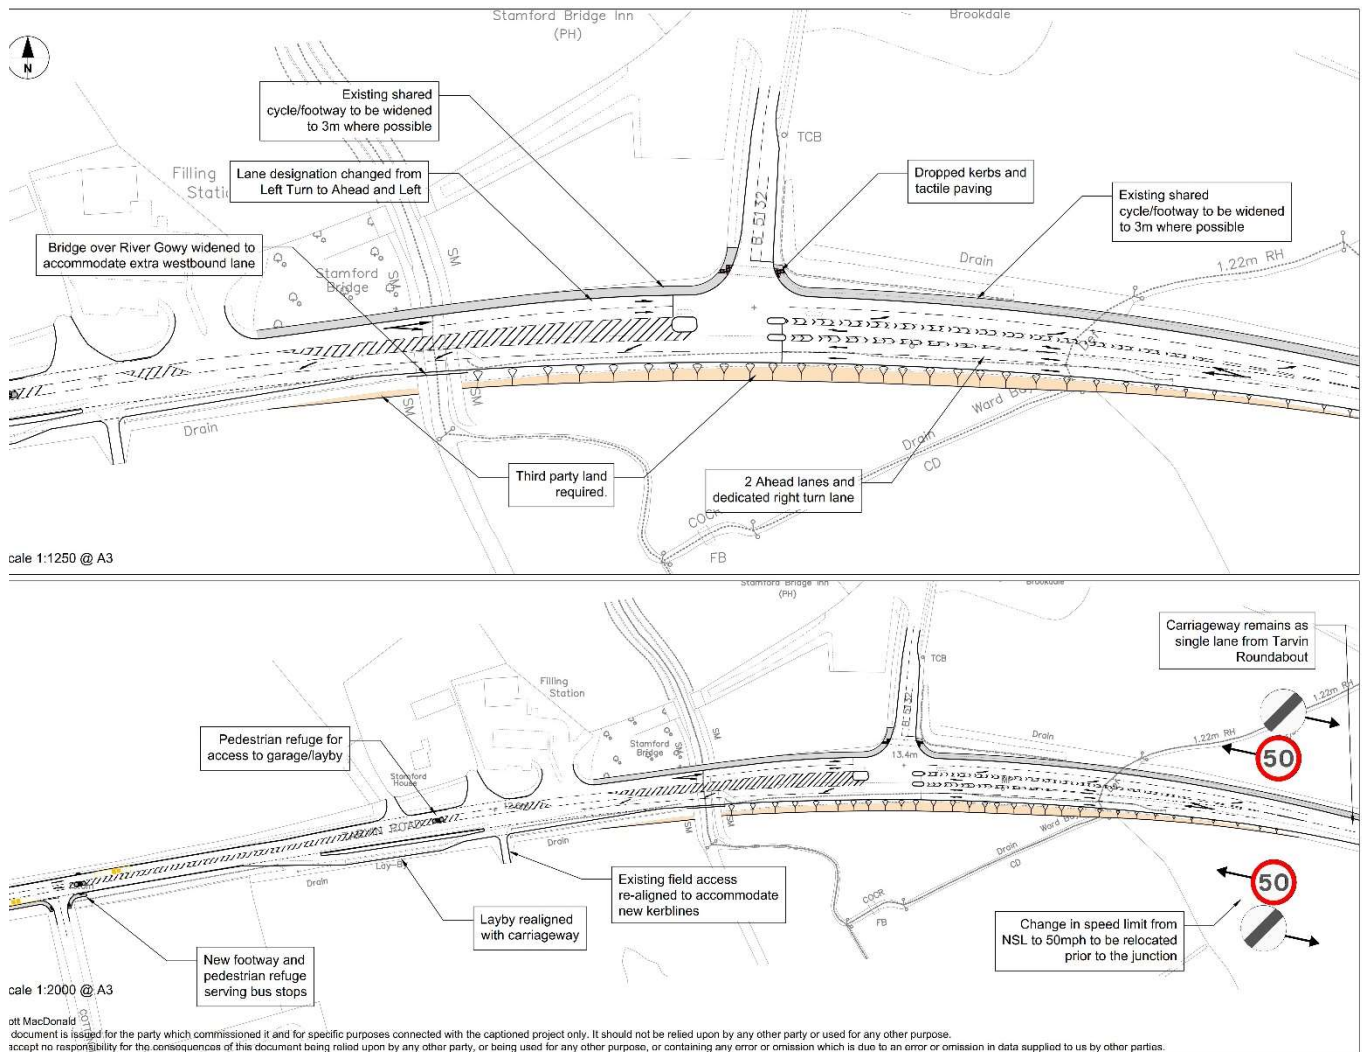 Stamford Bridge Inn
(PH)
Brookdale
N
Existing shared
cycle/footway to be widened
to 3m where possible
TCB
Filling
Lane designation changed from
Left Turn to Ahead and Left
Dropped kerbs and
tactile paving
Existing shared
cycle/footway to be widened
to 3m where possible
B 5132
Bridge over River Gowy widened to
accommodate extra westbound lane
SM
SM
Stamford
Bridge
Drain
1.22m RH
SM
SM
Drain
Drain
CD
Third party land
required.
2 Ahead lanes and
dedicated right turn lane
FB
cale 1:1250 @ A3
Stamford Bridge Inn
(PH)
Brookdale
Carriageway remains as
single lane from Tarvin
Roundabout
TCB
Filling
Station
B 5132
1.22m RH
Pedestrian refuge for
access to garage/layby
Stamford
Bridge
SM
SM
Drain
1.22m RH
13.4m
50
Stamford
House
SM
SM
Drain
Drain
Lay-By
Drain
CD
COCR
FB
Existing field access
re-aligned to accommodate
new kerblines
50
Layby realigned
with carriageway
Change in speed limit from
NSL to 50mph to be relocated
prior to the junction
New footway and
pedestrian refuge
serving bus stops
cale 1:2000 @ A3
ott MacDonald
document is issued for the party which commissioned it and for specific purposes connected with the captioned project only. It should not be relied upon by any other party or used for any other purpose.
accept no responsibility for the consequences of this document being relied upon by any other party, or being used for any other purpose, or containing any error or omission which is due to an error or omission in data supplied to us by other parties.